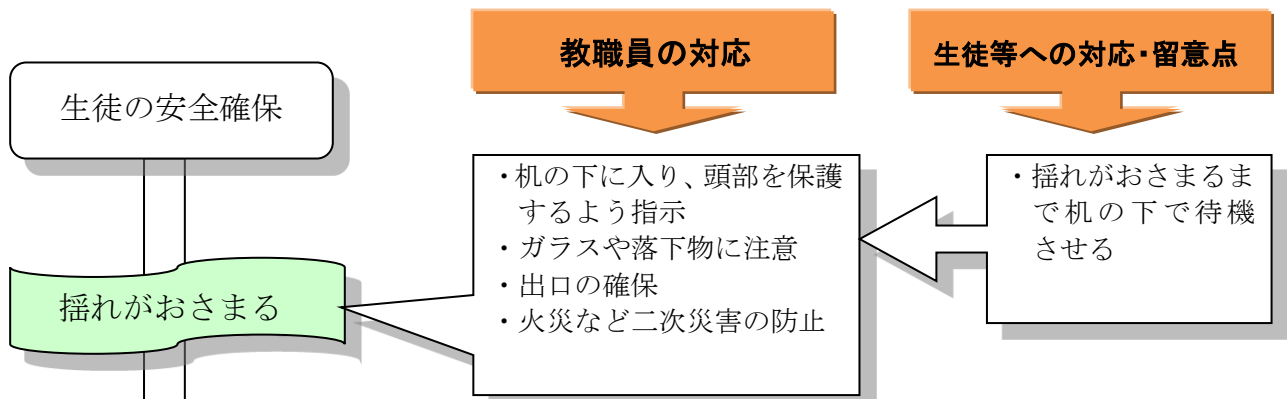 教職員の対応
生徒等への対応・留意点
生徒の安全確保
・机の下に入り、頭部を保護
するよう指示
・ガラスや落下物に注意
・出口の確保
・火災など二次災害の防止
・揺れがおさまるま
で机の下で待機
させる
揺れがおさまる